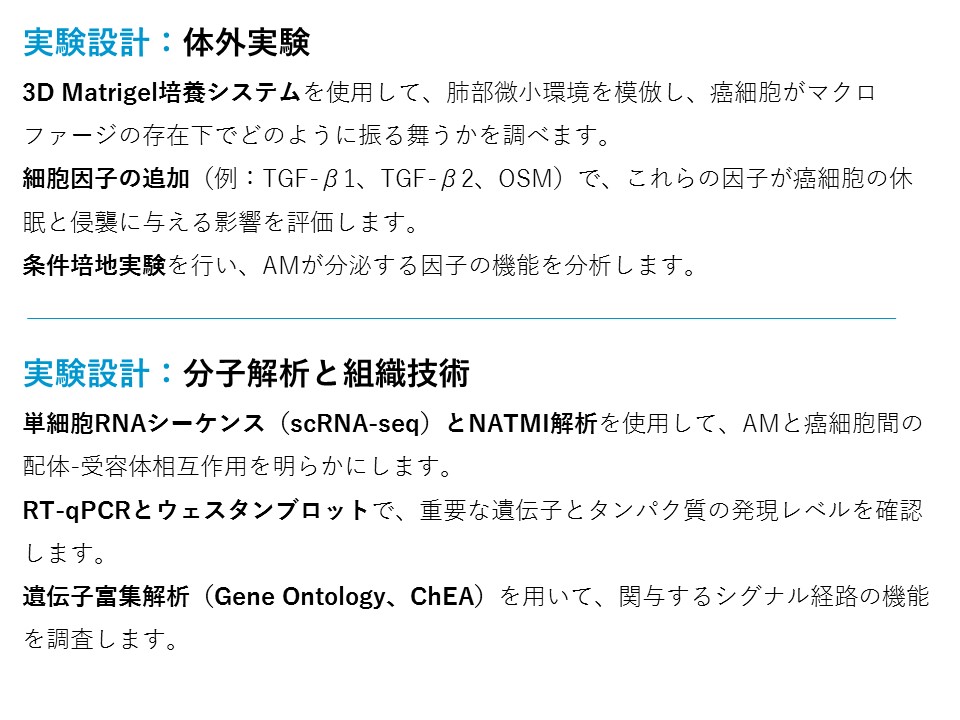 実験設計：体外実験
3D Matrigel培養システムを使用して、肺部微小環境を模倣し、癌細胞がマクロ
ファージの存在下でどのように振る舞うかを調べます。
細胞因子の追加（例：TGF-β1、TGF-β2、OSM）で、これらの因子が癌細胞の休
眠と侵襲に与える影響を評価します。
条件培地実験を行い、AMが分泌する因子の機能を分析します。
実験設計：分子解析と組織技術
単細胞RNAシーケンス（scRNA-seq）とNATMI解析を使用して、AMと癌細胞間の
配体-受容体相互作用を明らかにします。
RT-qPCRとウェスタンブロットで、重要な遺伝子とタンパク質の発現レベルを確認
します。
遺伝子富集解析（Gene Ontology、ChEA）を用いて、関与するシグナル経路の機能
を調査します。